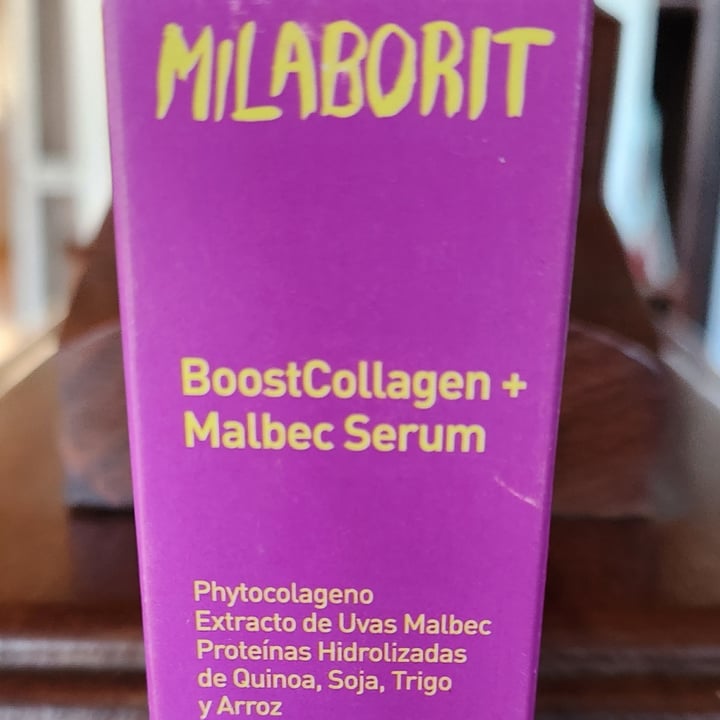 MILABORIT
BoostCollagen +
Malbec Serum
Phytocolageno
Extracto de Uvas Malbec
Proteínas Hidrolizadas
de Quinoa, Soja, Trigo
y Arroz